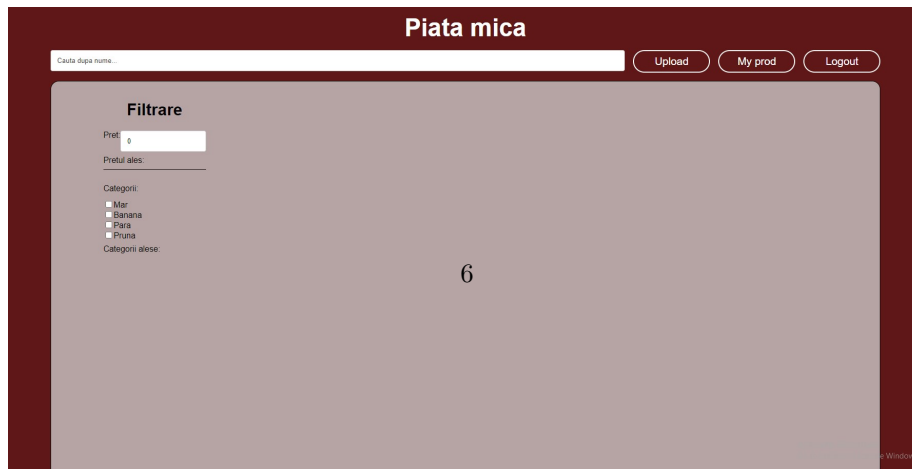 Piata mica
Cauta dupa nume...
Upload
My prod
Logout
Filtrare
Pret:
0
Pretul ales:
Categorii:
Mar
Banana
Para
Pruna
Categorii alese:
6